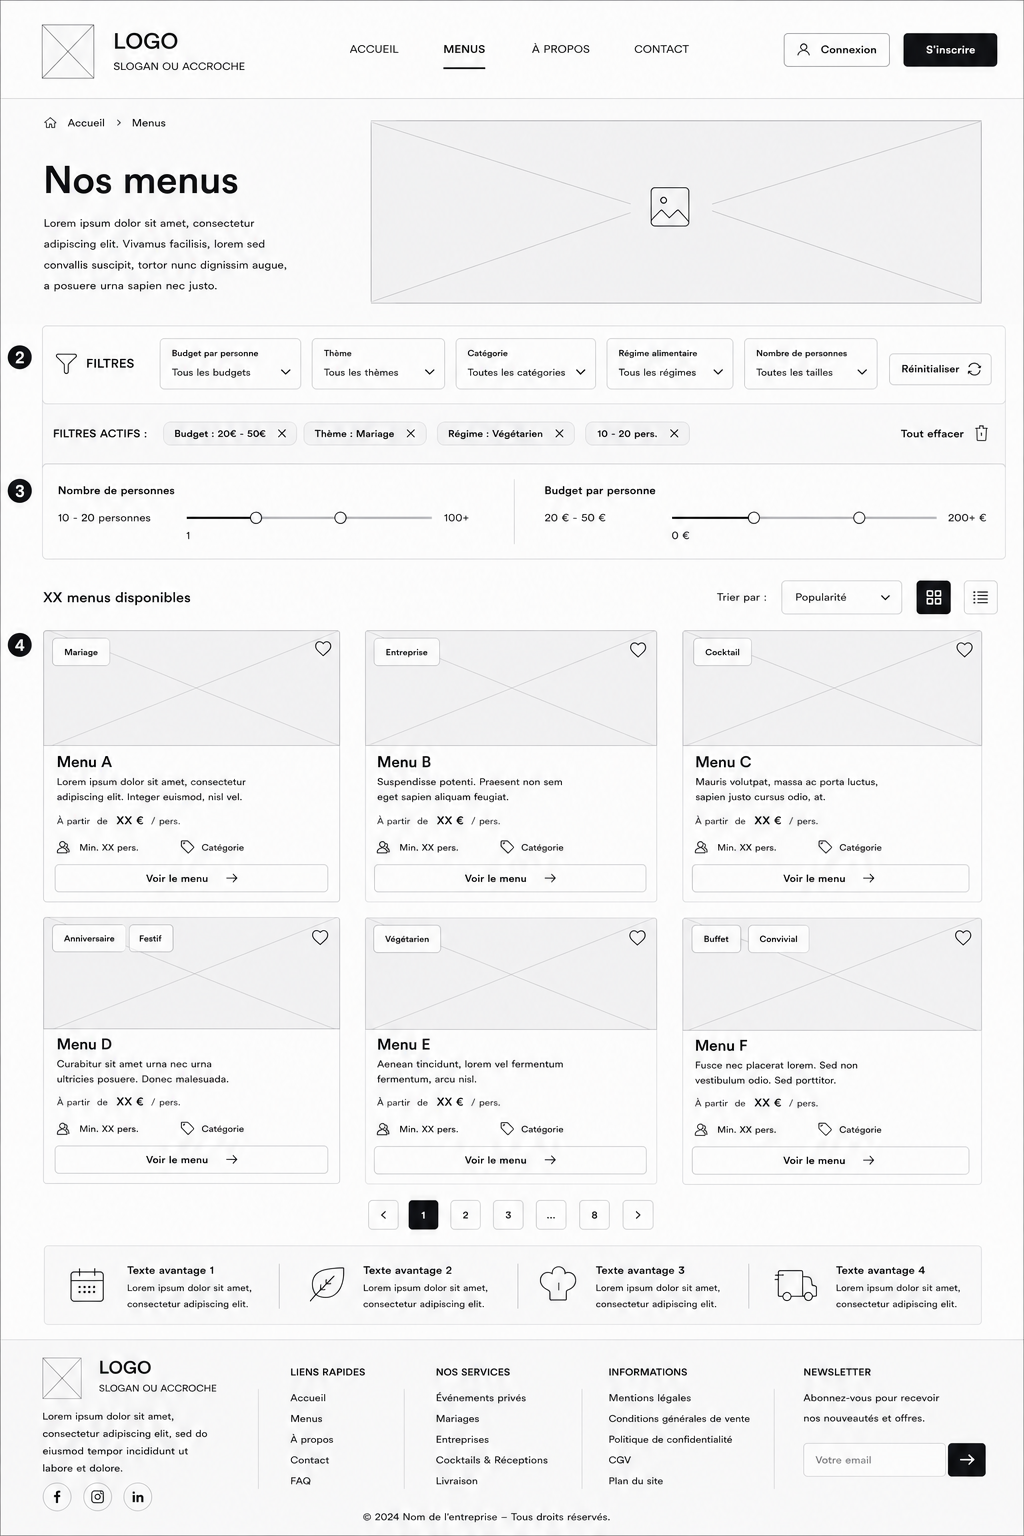 LOGO
SLOGAN OU ACCROCHE
ACCUEIL
MENUS
À PROPOS
CONTACT
Connexion
S'inscrire
Accueil > Menus
Nos menus
Lorem ipsum dolor sit amet, consectetur
adipiscing elit. Vivamus facilisis, lorem sed
convallis suscipit, tortor nunc dignissim augue,
a posuere urna sapien nec justo.
2
FILTRES
Budget par personne
Tous les budgets
Thème
Tous les thèmes
Catégorie
Toutes les catégories
Régime alimentaire
Tous les régimes
Nombre de personnes
Toutes les tailles
Réinitialiser
FILTRES ACTIFS :
Budget : 20€ - 50€
Thème : Mariage
Régime : Végétarien
10 - 20 pers.
Tout effacer
3
Nombre de personnes
10 - 20 personnes
100+
1
Budget par personne
20 € - 50 €
200+ €
0 €
XX menus disponibles
Trier par :
Popularité
4
Mariage
Menu A
Lorem ipsum dolor sit amet, consectetur
adipiscing elit. Integer euismod, nisl vel.
À partir de XX € / pers.
Min. XX pers.
Catégorie
Voir le menu
Entreprise
Menu B
Suspendisse potenti. Praesent non sem
eget sapien aliquam feugiat.
À partir de XX € / pers.
Min. XX pers.
Catégorie
Voir le menu
Cocktail
Menu C
Mauris volutpat, massa ac porta luctus,
sapien justo cursus odio, at.
À partir de XX € / pers.
Min. XX pers.
Catégorie
Voir le menu
Anniversaire
Festif
Menu D
Curabitur sit amet urna nec urna
ultricies posuere. Donec malesuada.
À partir de XX € / pers.
Min. XX pers.
Catégorie
Voir le menu
Végétarien
Menu E
Aenean tincidunt, lorem vel fermentum
fermentum, arcu nisl.
À partir de XX € / pers.
Min. XX pers.
Catégorie
Voir le menu
Buffet
Convivial
Menu F
Fusce nec placerat lorem. Sed non
vestibulum odio. Sed porttitor.
À partir de XX € / pers.
Min. XX pers.
Catégorie
Voir le menu
1
2
3
...
8
Texte avantage 1
Lorem ipsum dolor sit amet,
consectetur adipiscing elit.
Texte avantage 2
Lorem ipsum dolor sit amet,
consectetur adipiscing elit.
Texte avantage 3
Lorem ipsum dolor sit amet,
consectetur adipiscing elit.
Texte avantage 4
Lorem ipsum dolor sit amet,
consectetur adipiscing elit.
LOGO
SLOGAN OU ACCROCHE
Lorem ipsum dolor sit amet,
consectetur adipiscing elit, sed do
eiusmod tempor incididunt ut
labore et dolore.
f
in
LIENS RAPIDES
Accueil
Menus
À propos
Contact
FAQ
NOS SERVICES
Événements privés
Mariages
Entreprises
Cocktails & Réceptions
Livraison
INFORMATIONS
Mentions légales
Conditions générales de vente
Politique de confidentialité
CGV
Plan du site
NEWSLETTER
Abonnez-vous pour recevoir
nos nouveautés et offres.
Votre email
© 2024 Nom de l'entreprise – Tous droits réservés.